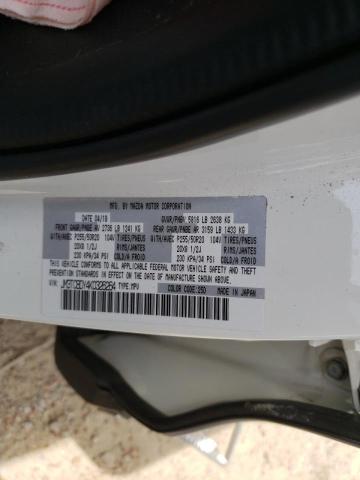 MFD. BY MAZDA MOTOR CORPORATION
DATE 04/18 GVWR/PNBV 5816 LB 2638 KG
FRONT GAWR/PNBE AV 2736 LB 1241 KG REAR GAWR/PNBE AR 3159 LB 1433 KG
WITH/AVEC P255/50R20 104V TIRES/PNEUS WITH/AVEC P255/50R20 104V TIRES/PNEUS
20X8 1/2J RIMS/JANTES 20X8 1/2J RIMS/JANTES
230 KPA/34 PSI COLD/A FROID 230 KPA/34 PSI COLD/A FROID
THIS VEHICLE CONFORMS TO ALL APPLICABLE FEDERAL MOTOR
VEHICLE SAFETY AND BUMPER STANDARDS IN EFFECT ON
THE DATE OF MANUFACTURE SHOWN ABOVE.
VIN: TYPE:MPV COLOR CODE:25D MADE IN JAPAN